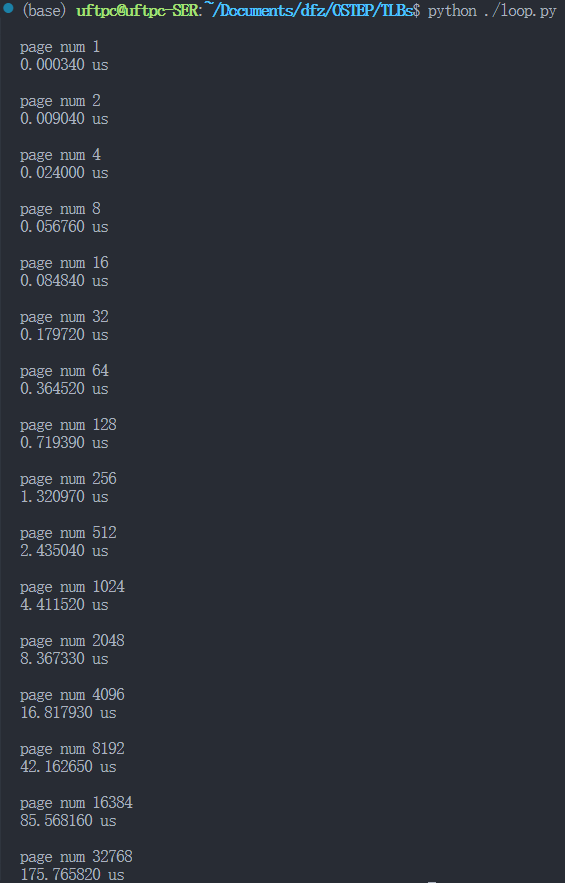 (base) uftpc@uftpc-SER:~/Documents/dfz/OSTEP/TLBs$ python ./loop.py
page num 1
0.000340 us
page num 2
0.009040 us
page num 4
0.024000 us
page num 8
0.056760 us
page num 16
0.084840 us
page num 32
0.179720 us
page num 64
0.364520 us
page num 128
0.719390 us
page num 256
1.320970 us
page num 512
2.435040 us
page num 1024
4.411520 us
page num 2048
8.367330 us
page num 4096
16.817930 us
page num 8192
42.162650 us
page num 16384
85.568160 us
page num 32768
175.765820 us